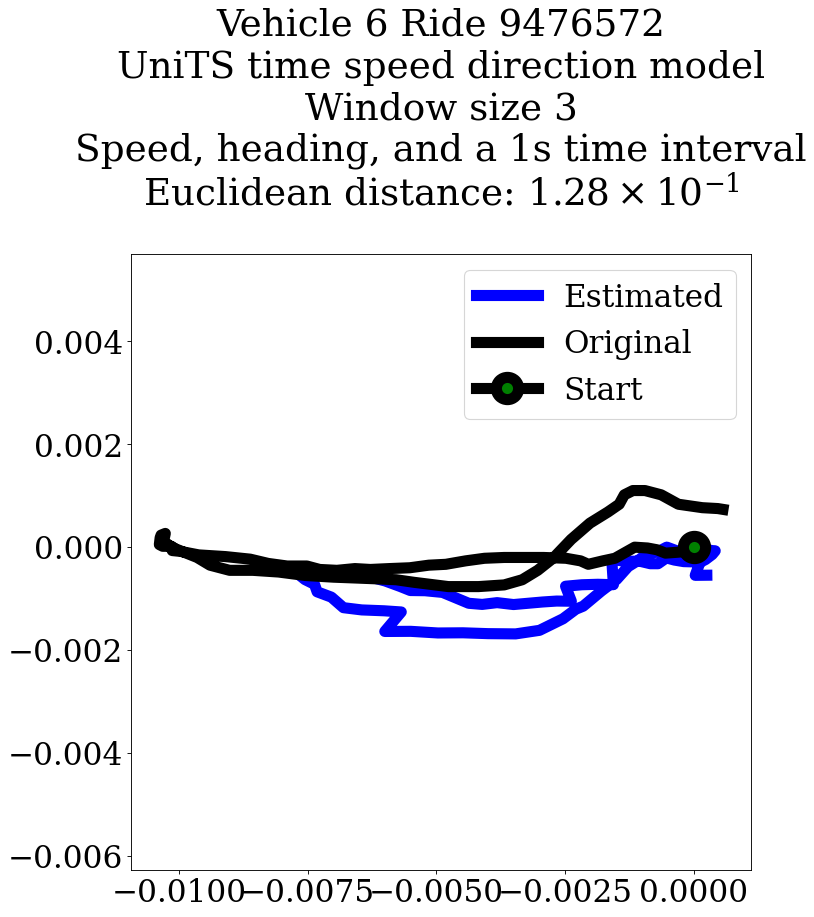 Vehicle 6 Ride 9476572
UniTS time speed direction model
Window size 3
Speed, heading, and a 1s time interval
Euclidean distance: 1.28 × 10⁻¹
Estimated
Original
Start
0.004
0.002
0.000
−0.002
−0.004
−0.006
−0.0100 −0.0075 −0.0050 −0.0025 0.0000